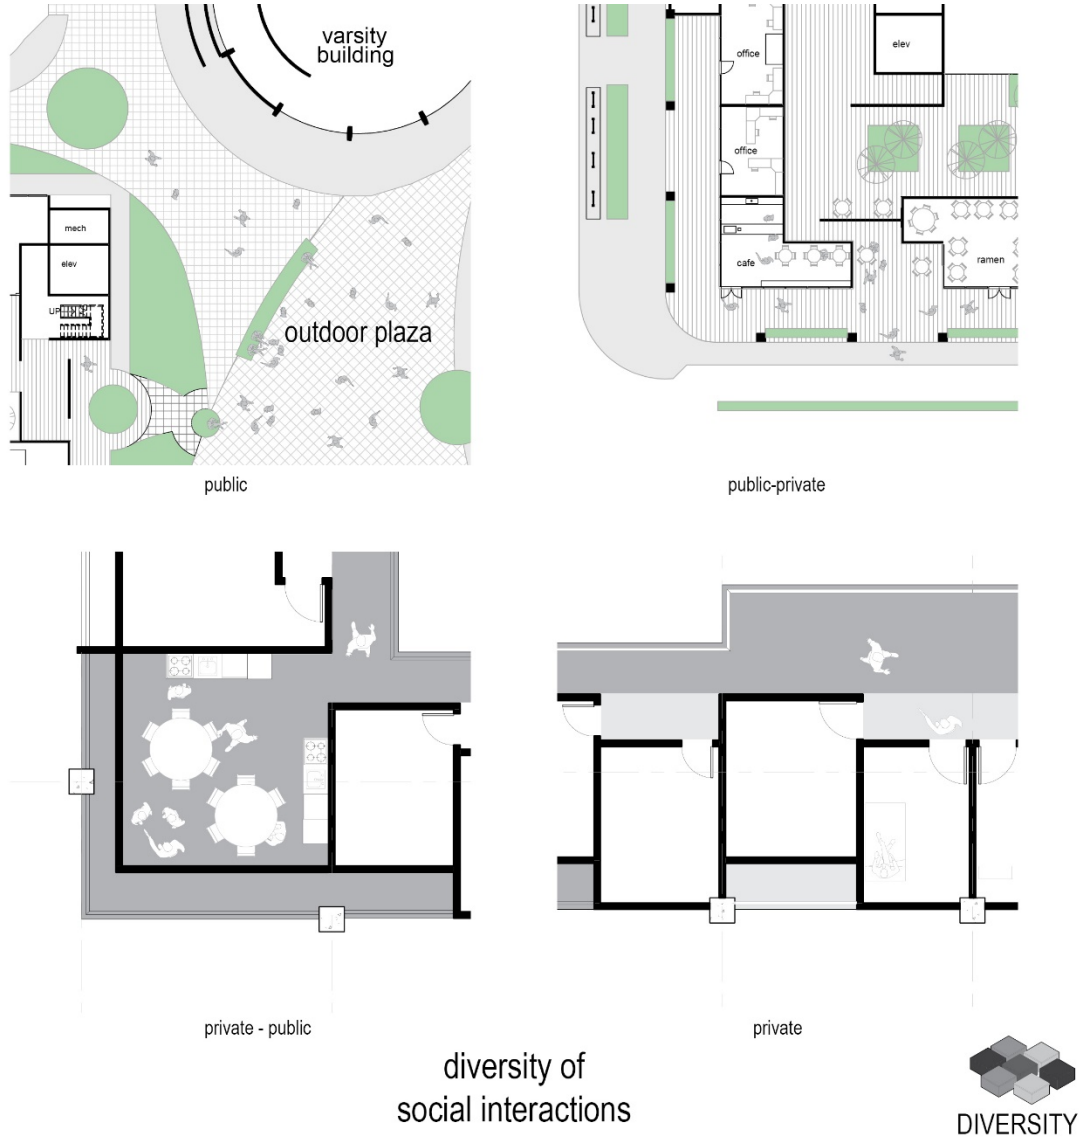 varsity
building
mech
elev
UP
outdoor plaza
public
elev
office
office
cafe
ramen
public-private
private - public
private
diversity of
social interactions
DIVERSITY